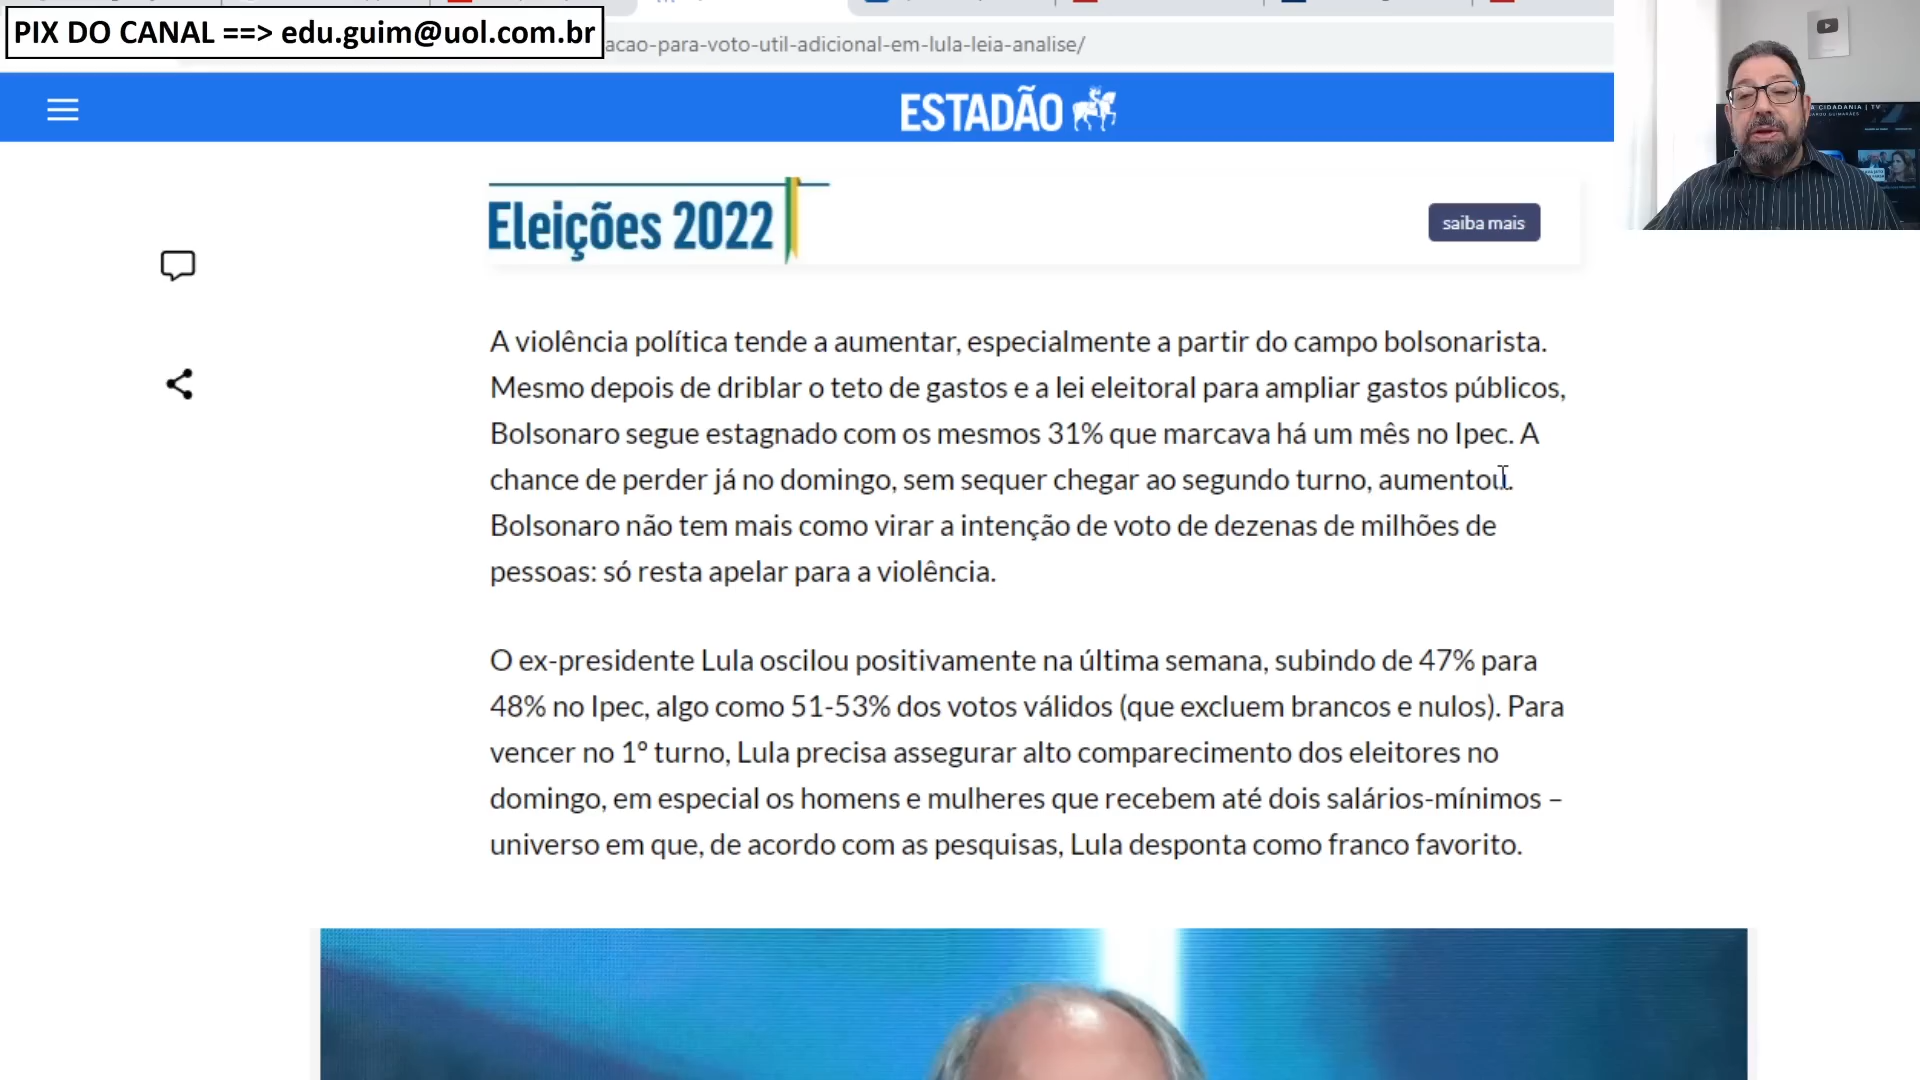 PIX DO CANAL ==> edu.guim@uol.com.br
acao-para-voto-util-adicional-em-lula-leia-analise/
ESTADÃO
Eleições 2022
saiba mais
A violência política tende a aumentar, especialmente a partir do campo bolsonarista.
Mesmo depois de driblar o teto de gastos e a lei eleitoral para ampliar gastos públicos,
Bolsonaro segue estagnado com os mesmos 31% que marcava há um mês no Ipec. A
chance de perder já no domingo, sem sequer chegar ao segundo turno, aumentou.
Bolsonaro não tem mais como virar a intenção de voto de dezenas de milhões de
pessoas: só resta apelar para a violência.
O ex-presidente Lula oscilou positivamente na última semana, subindo de 47% para
48% no Ipec, algo como 51-53% dos votos válidos (que excluem brancos e nulos). Para
vencer no 1º turno, Lula precisa assegurar alto comparecimento dos eleitores no
domingo, em especial os homens e mulheres que recebem até dois salários-mínimos –
universo em que, de acordo com as pesquisas, Lula desponta como franco favorito.
CIDADANIA | TV